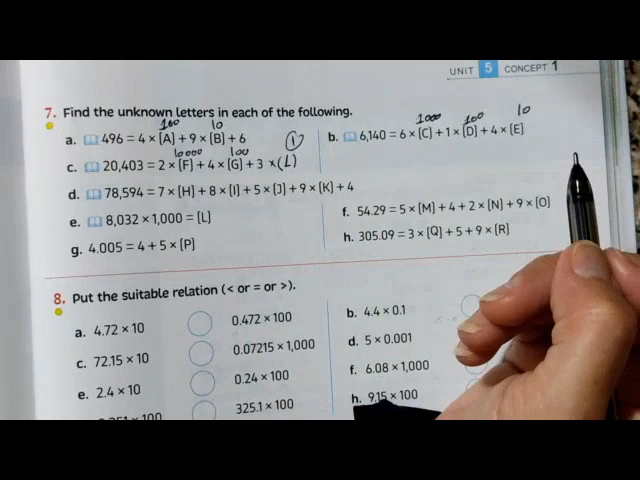 UNIT 5 CONCEPT 1
7. Find the unknown letters in each of the following.
100 10
a. 496 = 4 × [A] + 9 × [B] + 6
1000 100 10
b. 6,140 = 6 × [C] + 1 × [D] + 4 × [E]
10000 100 1
c. 20,403 = 2 × [F] + 4 × [G] + 3 × (L)
d. 78,594 = 7 × [H] + 8 × [I] + 5 × [J] + 9 × [K] + 4
e. 8,032 × 1,000 = [L]
f. 54.29 = 5 × [M] + 4 + 2 × [N] + 9 × [O]
g. 4.005 = 4 + 5 × [P]
h. 305.09 = 3 × [Q] + 5 + 9 × [R]
8. Put the suitable relation (< or = or >).
a. 4.72 × 10 0.472 × 100
b. 4.4 × 0.1
c. 72.15 × 10 0.07215 × 1,000
d. 5 × 0.001
e. 2.4 × 10 0.24 × 100
f. 6.08 × 1,000
325.1 × 100
h. 9.15 × 100